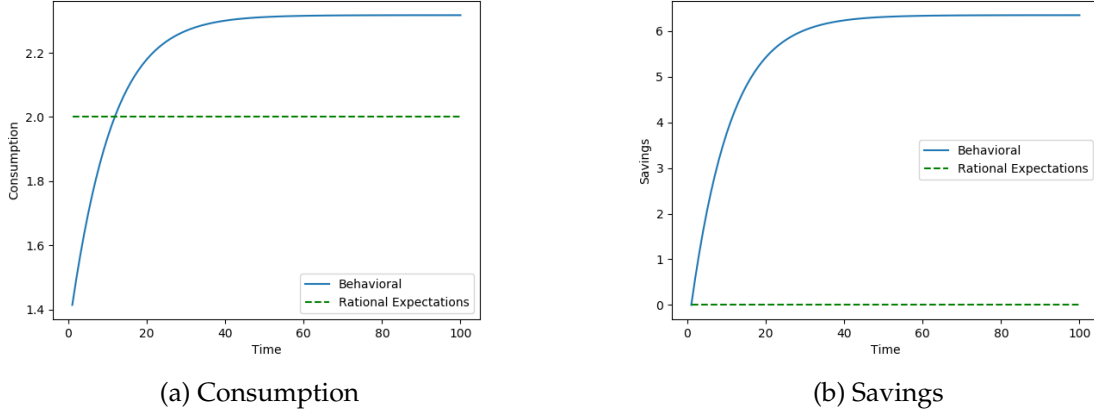 2.2
2.0
1.8
1.6
1.4
Consumption
0 20 40 60 80 100
Time
Behavioral
Rational Expectations
(a) Consumption
6
5
4
3
2
1
0
Savings
0 20 40 60 80 100
Time
Behavioral
Rational Expectations
(b) Savings